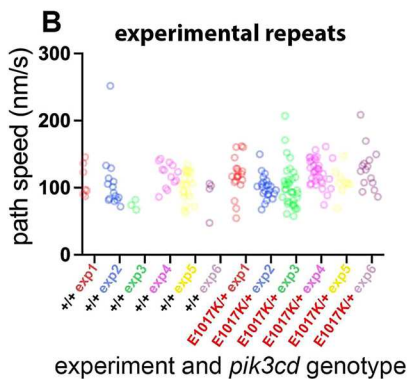 B
experimental repeats
path speed (nm/s)
300
200
100
0
+/+ exp1
+/+ exp2
+/+ exp3
+/+ exp4
+/+ exp5
+/+ exp6
E1017K/+ exp1
E1017K/+ exp2
E1017K/+ exp3
E1017K/+ exp4
E1017K/+ exp5
E1017K/+ exp6
experiment and pik3cd genotype